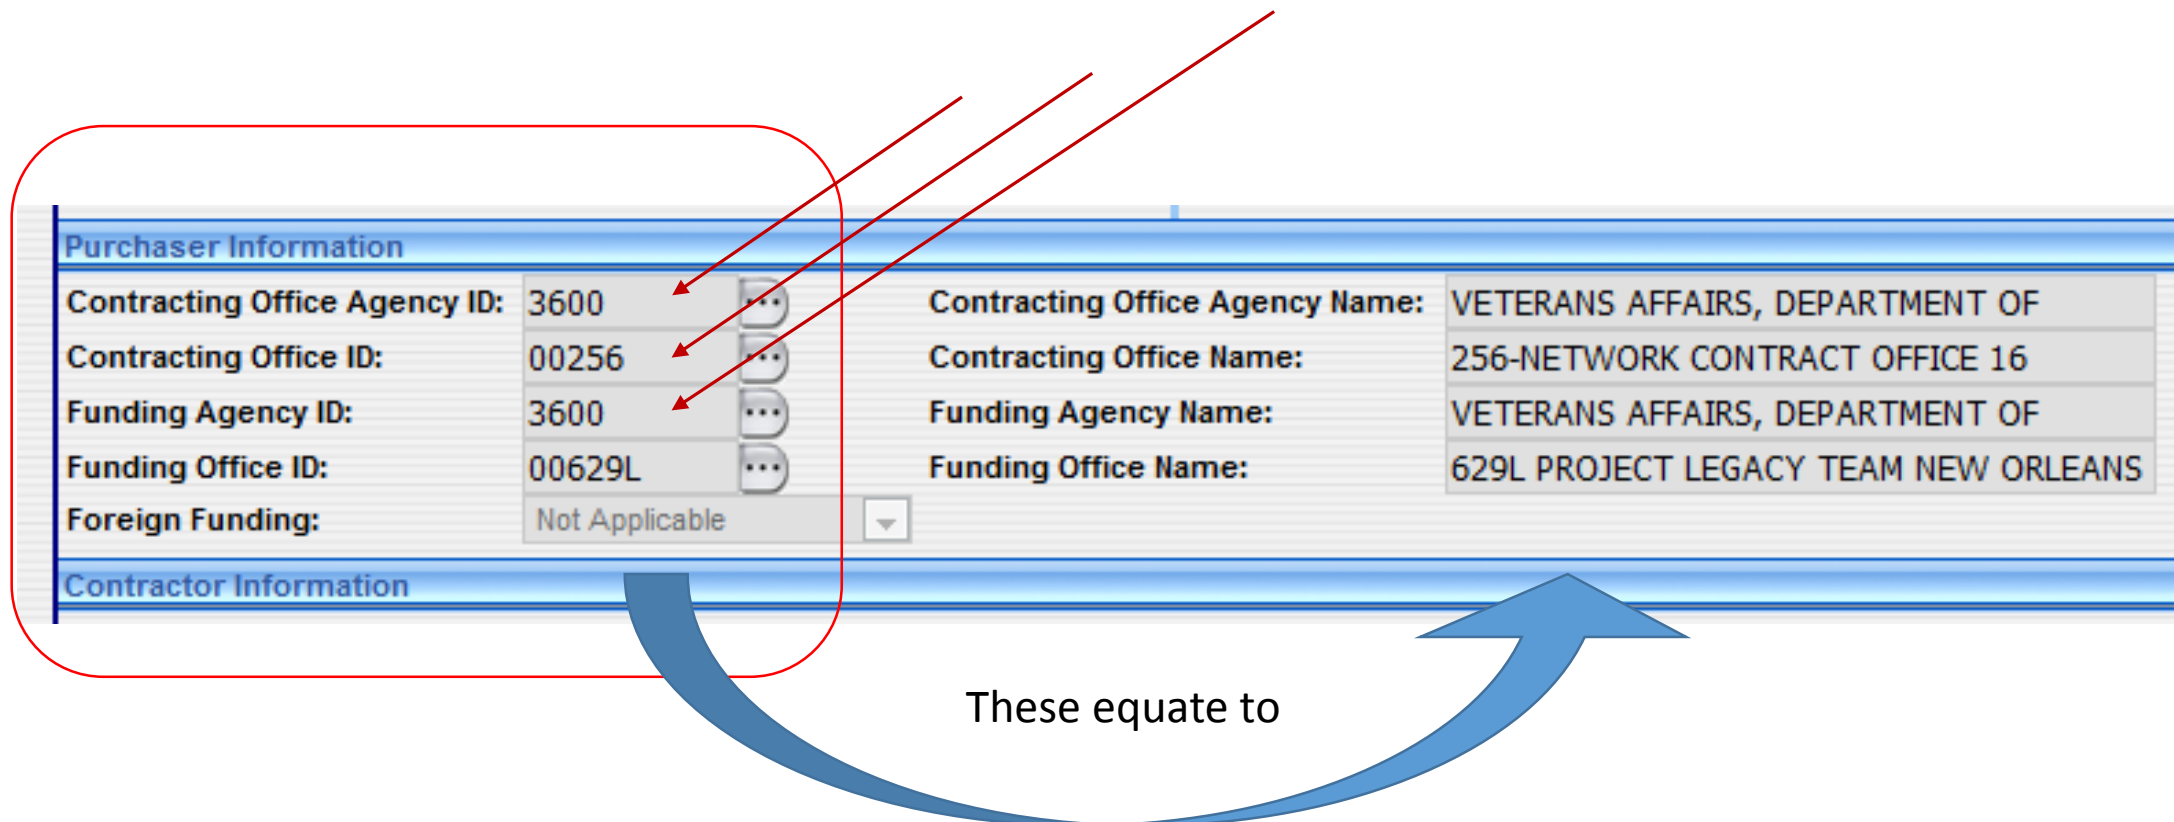 Purchaser Information
Contracting Office Agency ID: 3600 Contracting Office Agency Name: VETERANS AFFAIRS, DEPARTMENT OF
Contracting Office ID: 00256 Contracting Office Name: 256-NETWORK CONTRACT OFFICE 16
Funding Agency ID: 3600 Funding Agency Name: VETERANS AFFAIRS, DEPARTMENT OF
Funding Office ID: 00629L Funding Office Name: 629L PROJECT LEGACY TEAM NEW ORLEANS
Foreign Funding: Not Applicable
Contractor Information
These equate to